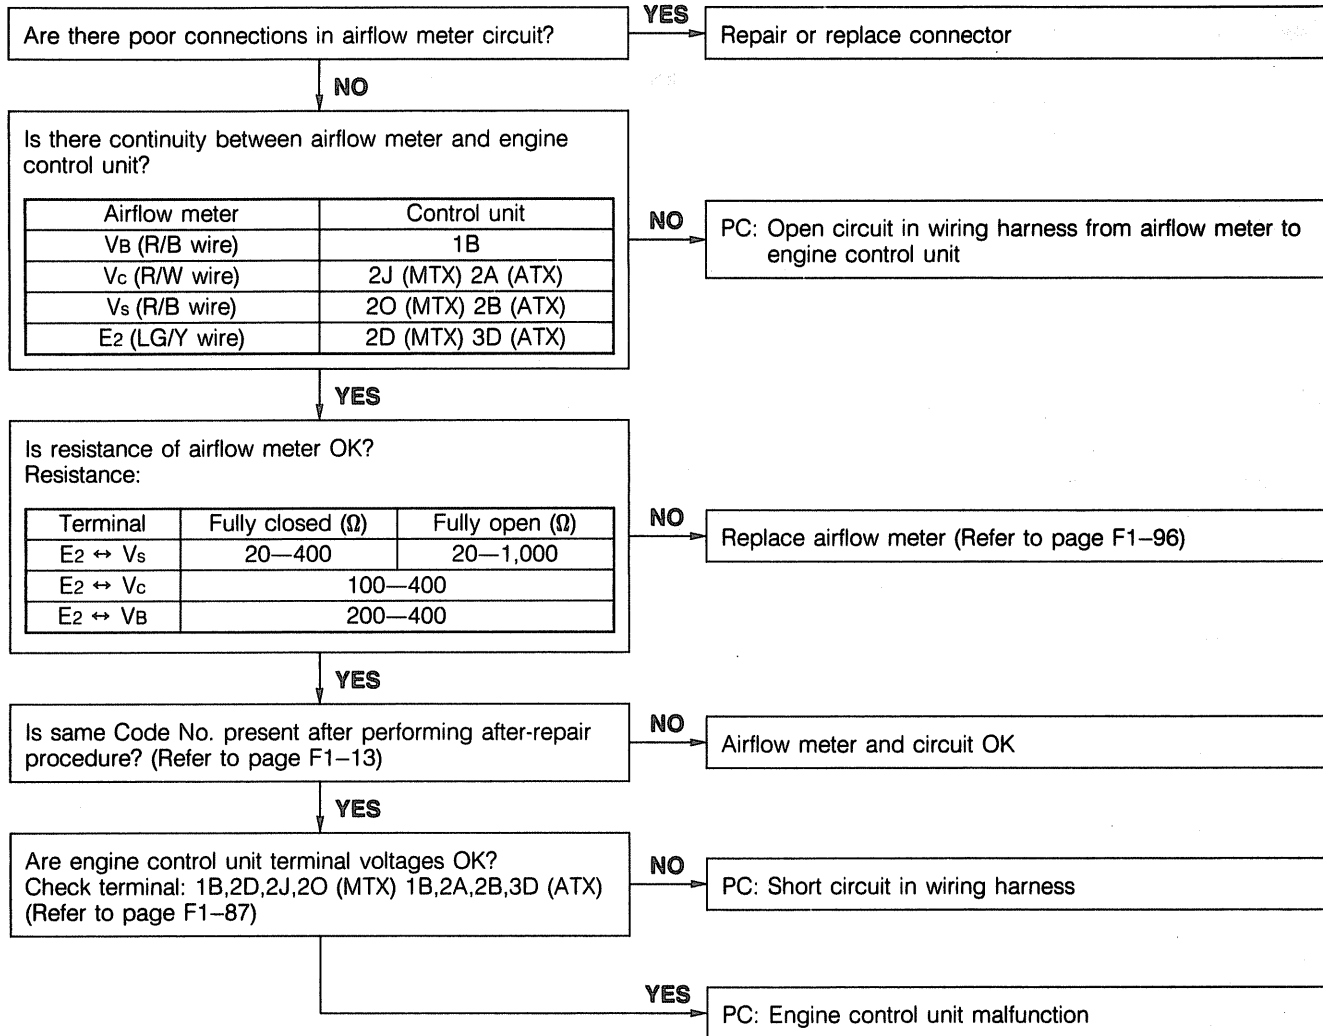 Are there poor connections in airflow meter circuit?
YES
Repair or replace connector
NO
Is there continuity between airflow meter and engine
control unit?
Airflow meter Control unit
VB (R/B wire) 1B
Vc (R/W wire) 2J (MTX) 2A (ATX)
Vs (R/B wire) 2O (MTX) 2B (ATX)
E2 (LG/Y wire) 2D (MTX) 3D (ATX)
NO
PC: Open circuit in wiring harness from airflow meter to
engine control unit
YES
Is resistance of airflow meter OK?
Resistance:
Terminal Fully closed (Ω) Fully open (Ω)
E2 ↔ Vs 20—400 20—1,000
E2 ↔ Vc 100—400
E2 ↔ VB 200—400
NO
Replace airflow meter (Refer to page F1–96)
YES
Is same Code No. present after performing after-repair
procedure? (Refer to page F1–13)
NO
Airflow meter and circuit OK
YES
Are engine control unit terminal voltages OK?
Check terminal: 1B,2D,2J,2O (MTX) 1B,2A,2B,3D (ATX)
(Refer to page F1–87)
NO
PC: Short circuit in wiring harness
YES
PC: Engine control unit malfunction